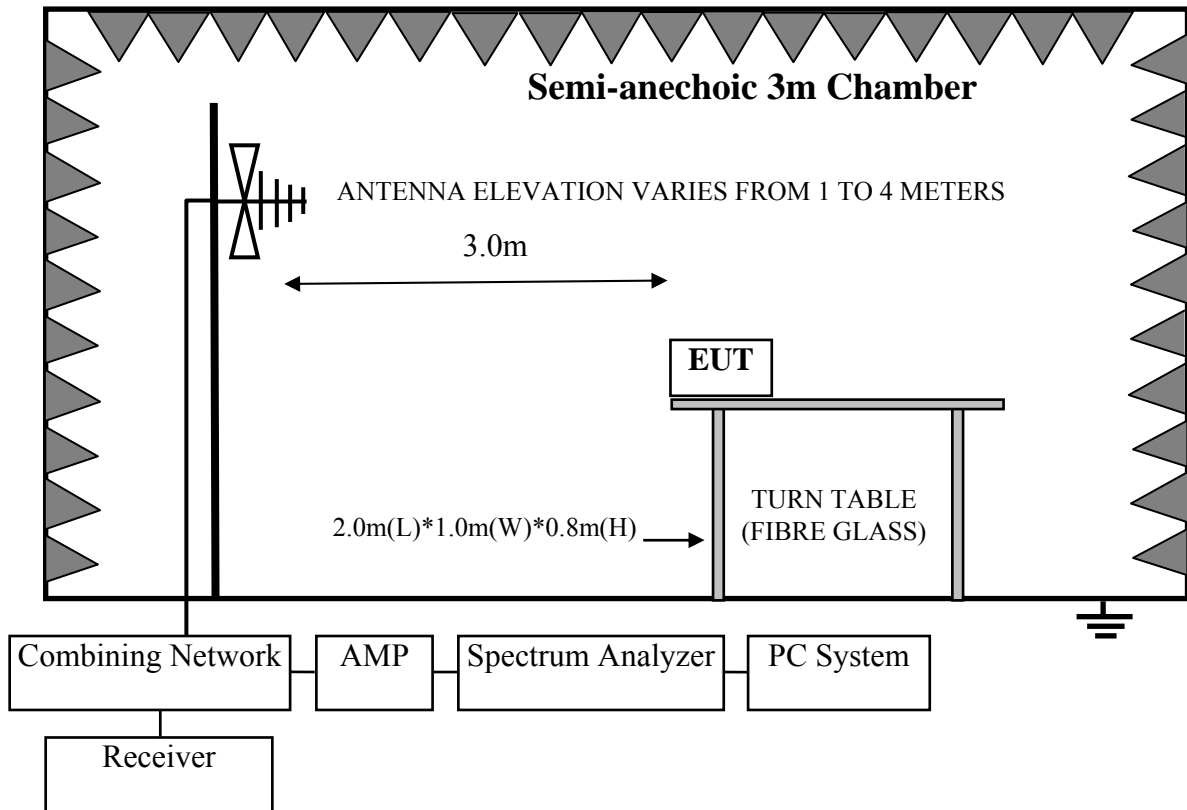 Semi-anechoic 3m Chamber
ANTENNA ELEVATION VARIES FROM 1 TO 4 METERS
3.0m
EUT
TURN TABLE
(FIBRE GLASS)
2.0m(L)*1.0m(W)*0.8m(H)
Combining Network
AMP
Spectrum Analyzer
PC System
Receiver